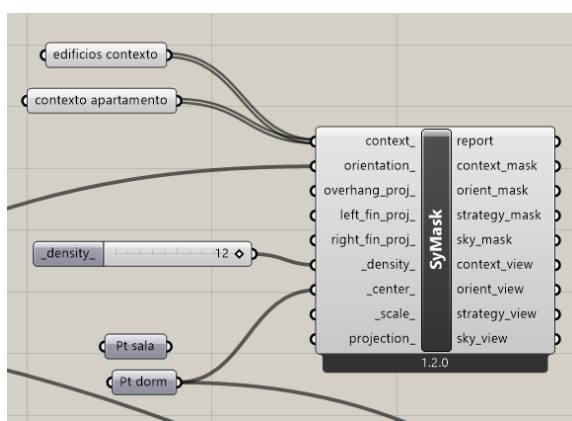 edificios contexto
contexto apartamento
context_ report
orientation_ context_mask
overhang_proj_ orient_mask
left_fin_proj_ strategy_mask
right_fin_proj_ sky_mask
_density_ context_view
_center_ orient_view
_scale_ strategy_view
projection_ sky_view
SyMask
1.2.0
_density_ 12
Pt sala
Pt dorm